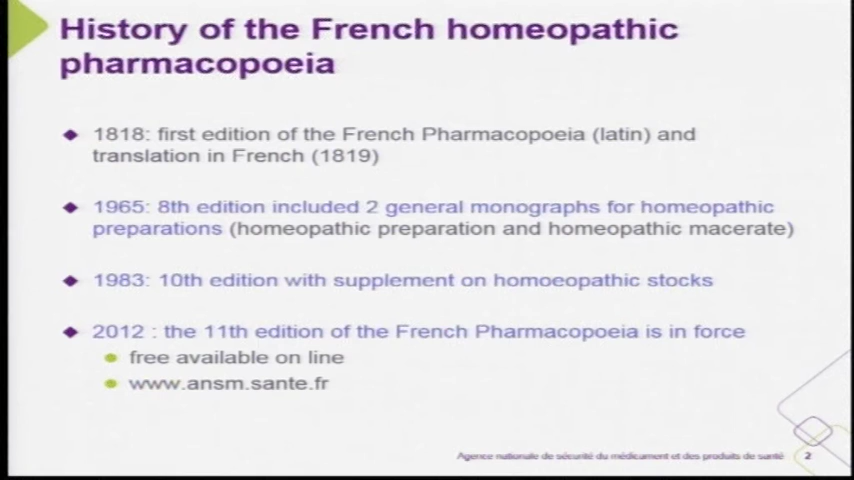 History of the French homeopathic
pharmacopoeia
1818: first edition of the French Pharmacopoeia (latin) and
translation in French (1819)
1965: 8th edition included 2 general monographs for homeopathic
preparations (homeopathic preparation and homeopathic macerate)
1983: 10th edition with supplement on homoeopathic stocks
2012 : the 11th edition of the French Pharmacopoeia is in force
free available on line
www.ansm.sante.fr
Agence nationale de sécurité du médicament et des produits de santé 2